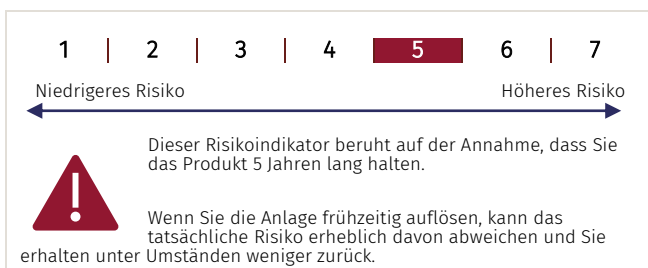 1 | 2 | 3 | 4 | 5 | 6 | 7
Niedrigeres Risiko Höheres Risiko
Dieser Risikoindikator beruht auf der Annahme, dass Sie
das Produkt 5 Jahren lang halten.
Wenn Sie die Anlage frühzeitig auflösen, kann das
tatsächliche Risiko erheblich davon abweichen und Sie
erhalten unter Umständen weniger zurück.